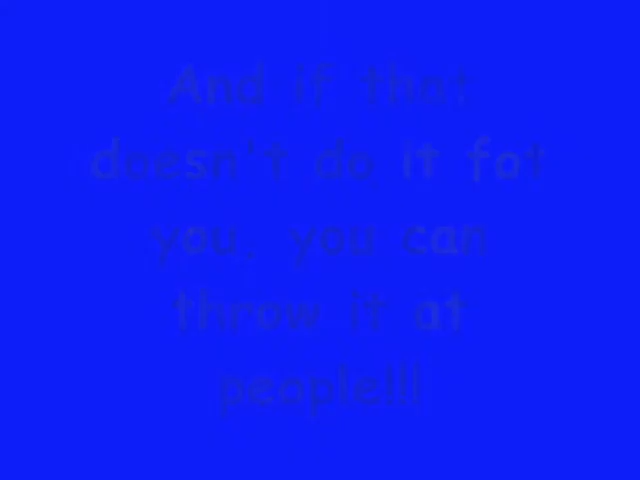 And if that
doesn't do it fot
you, you can
throw it at
people!!!